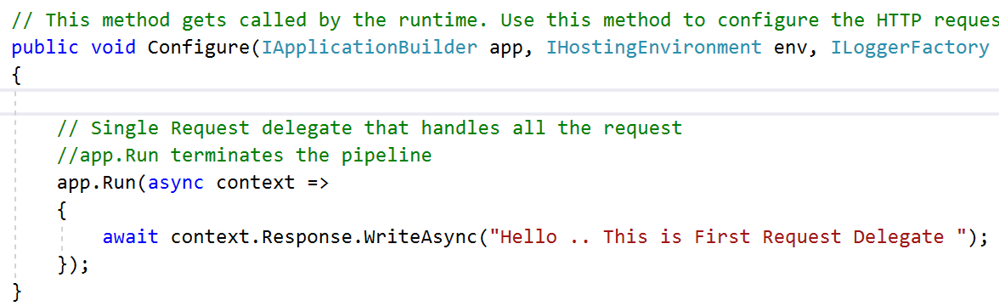 // This method gets called by the runtime. Use this method to configure the HTTP reques
public void Configure(IApplicationBuilder app, IHostingEnvironment env, ILoggerFactory
{
// Single Request delegate that handles all the request
//app.Run terminates the pipeline
app.Run(async context =>
{
await context.Response.WriteAsync("Hello .. This is First Request Delegate ");
});
}